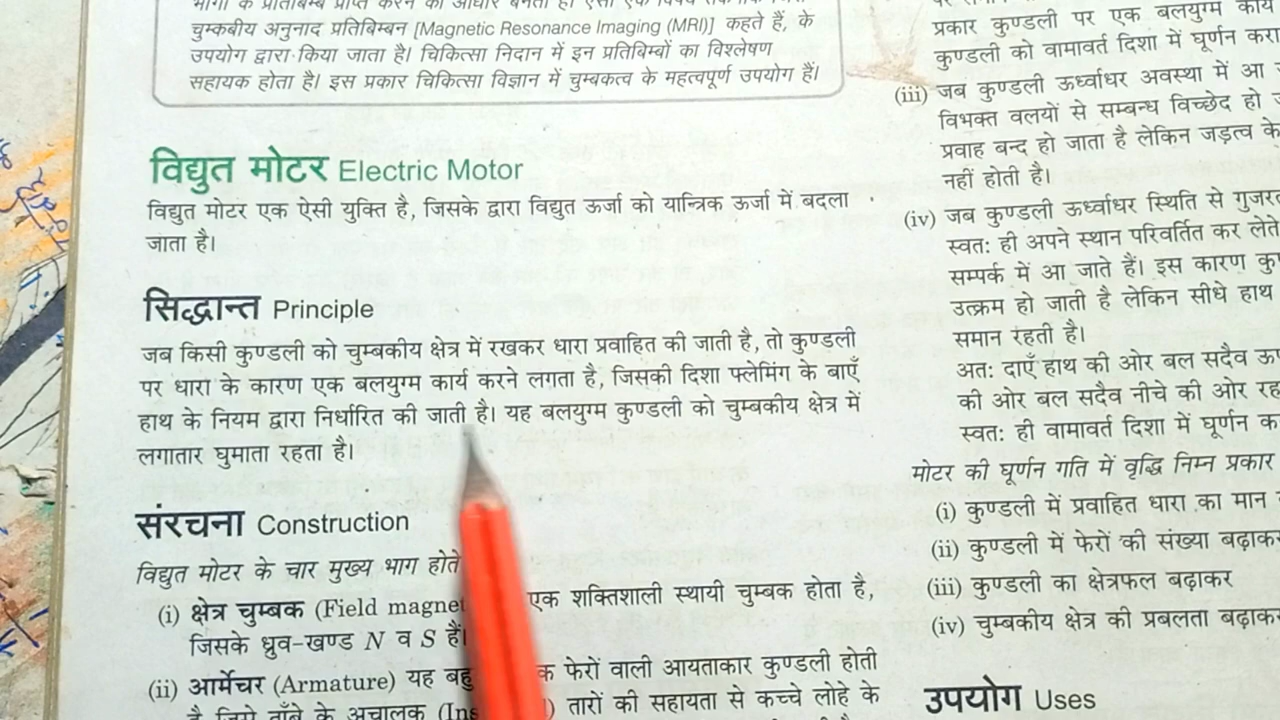 चुम्कबीय अनुनाद प्रतिबिम्बन [Magnetic Resonance Imaging (MRI)] कहते हैं, के
उपयोग द्वारा किया जाता है। चिकित्सा निदान में इन प्रतिबिम्बों का विश्लेषण
सहायक होता है। इस प्रकार चिकित्सा विज्ञान में चुम्बकत्व के महत्वपूर्ण उपयोग हैं।
विद्युत मोटर Electric Motor
विद्युत मोटर एक ऐसी युक्ति है, जिसके द्वारा विद्युत ऊर्जा को यान्त्रिक ऊर्जा में बदला
जाता है।
सिद्धान्त Principle
जब किसी कुण्डली को चुम्बकीय क्षेत्र में रखकर धारा प्रवाहित की जाती है, तो कुण्डली
पर धारा के कारण एक बलयुग्म कार्य करने लगता है, जिसकी दिशा फ्लेमिंग के बाएँ
हाथ के नियम द्वारा निर्धारित की जाती है। यह बलयुग्म कुण्डली को चुम्बकीय क्षेत्र में
लगातार घुमाता रहता है।
संरचना Construction
विद्युत मोटर के चार मुख्य भाग होते
(i) क्षेत्र चुम्बक (Field magnet एक शक्तिशाली स्थायी चुम्बक होता है,
जिसके ध्रुव-खण्ड N व S हैं।
(ii) आर्मेचर (Armature) यह फेरों वाली आयताकार कुण्डली होती
है जिसे ताँबे के अचालक तारों की सहायता से कच्चे लोहे के
प्रकार कुण्डली पर एक बलयुग्म कार्य
कुण्डली को वामावर्त दिशा में घूर्णन करा
(iii) जब कुण्डली ऊर्ध्वाधर अवस्था में आ
विभक्त वलयों से सम्बन्ध विच्छेद हो
प्रवाह बन्द हो जाता है लेकिन जड़त्व के
नहीं होती है।
(iv) जब कुण्डली ऊर्ध्वाधर स्थिति से
स्वत: ही अपने स्थान परिवर्तित कर लेते
सम्पर्क में आ जाते हैं। इस कारण
उत्क्रम हो जाती है लेकिन सीधे हाथ
समान रहती है।
अत: दाएँ हाथ की ओर बल सदैव
की ओर बल सदैव नीचे की ओर
स्वत: ही वामावर्त दिशा में घूर्णन
मोटर की घूर्णन गति में वृद्धि निम्न प्रकार
(i) कुण्डली में प्रवाहित धारा का मान
(ii) कुण्डली में फेरों की संख्या बढ़ाकर
(iii) कुण्डली का क्षेत्रफल बढ़ाकर
(iv) चुम्बकीय क्षेत्र की प्रबलता बढ़ाकर
उपयोग Uses